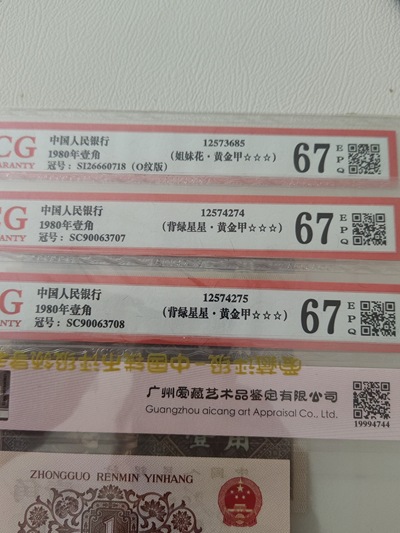 CG
RANTY
中国人民银行
1980年壹角
冠号：SI26660718（O纹版）
12573685
（姐妹花·黄金甲☆☆☆）
67
EPQ
G
RANTY
中国人民银行
1980年壹角
冠号：SC90063707
12574274
（背绿星星·黄金甲☆☆☆）
67
EPQ
G
ANTY
中国人民银行
1980年壹角
冠号：SC90063708
12574275
（背绿星星·黄金甲☆☆☆）
67
EPQ
广州爱藏艺术品鉴定有限公司
Guangzhou aicang art Appraisal Co., Ltd.
19994744
壹角
ZHONGGUO RENMIN YINHANG